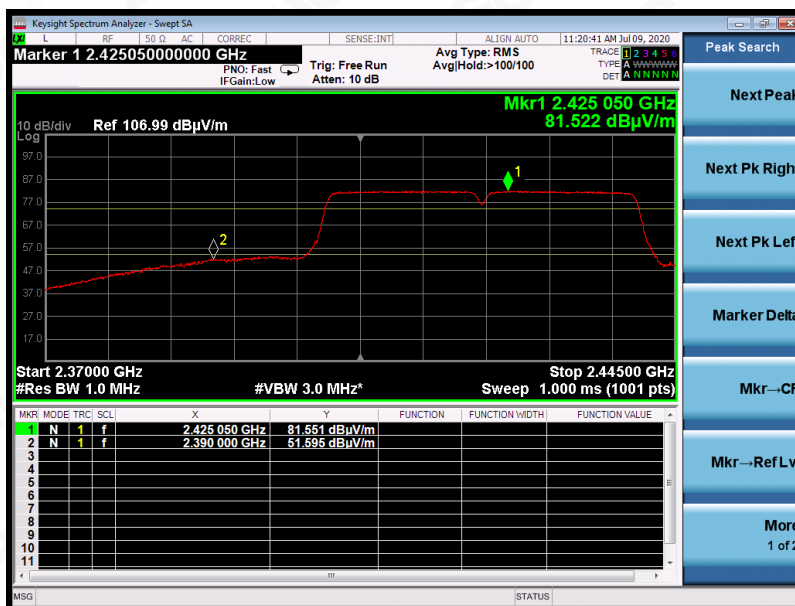 Keysight Spectrum Analyzer - Swept SA
LXI L RF 50 Ω AC CORREC SENSE:INT ALIGN AUTO 11:20:41 AM Jul 09, 2020
Marker 1 2.425050000000 GHz
PNO: Fast
IFGain:Low
Trig: Free Run
Atten: 10 dB
Avg Type: RMS
Avg|Hold:>100/100
TRACE 1 2 3 4 5 6
TYPE A WWWWW
DET A N N N N N
Peak Search
Next Peak
Next Pk Righ
Next Pk Lef
Marker Delta
Mkr→CF
Mkr→Ref Lv
More
1 of 2
Mkr1 2.425 050 GHz
81.522 dBµV/m
10 dB/div Ref 106.99 dBµV/m
Log
97.0
87.0
77.0
67.0
57.0
47.0
37.0
27.0
17.0
1
2
Start 2.37000 GHz Stop 2.44500 GHz
#Res BW 1.0 MHz #VBW 3.0 MHz* Sweep 1.000 ms (1001 pts)
MKR MODE TRC SCL X Y FUNCTION FUNCTION WIDTH FUNCTION VALUE
1 N 1 f 2.425 050 GHz 81.551 dBµV/m
2 N 1 f 2.390 000 GHz 51.595 dBµV/m
3
4
5
6
7
8
9
10
11
MSG STATUS